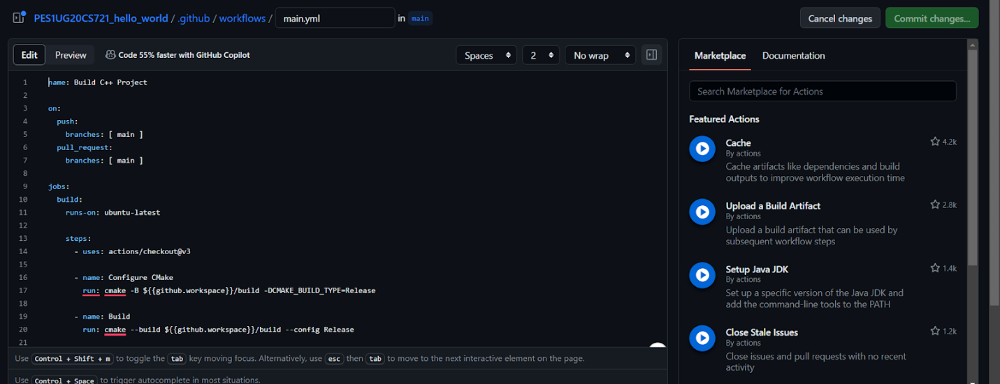 PES1UG20CS721_hello_world / .github / workflows / main.yml in main
Cancel changes
Commit changes...
Edit
Preview
Code 55% faster with GitHub Copilot
Spaces
2
No wrap
1 name: Build C++ Project
2
3 on:
4 push:
5 branches: [ main ]
6 pull_request:
7 branches: [ main ]
8
9 jobs:
10 build:
11 runs-on: ubuntu-latest
12
13 steps:
14 - uses: actions/checkout@v3
15
16 - name: Configure CMake
17 run: cmake -B ${{github.workspace}}/build -DCMAKE_BUILD_TYPE=Release
18
19 - name: Build
20 run: cmake --build ${{github.workspace}}/build --config Release
21
Use Control + Shift + m to toggle the tab key moving focus. Alternatively, use esc then tab to move to the next interactive element on the page.
Use Control + Space to trigger autocomplete in most situations.
Marketplace
Documentation
Search Marketplace for Actions
Featured Actions
Cache
4.2k
By actions
Cache artifacts like dependencies and build
outputs to improve workflow execution time
Upload a Build Artifact
2.8k
By actions
Upload a build artifact that can be used by
subsequent workflow steps
Setup Java JDK
1.4k
By actions
Set up a specific version of the Java JDK and
add the command-line tools to the PATH
Close Stale Issues
1.2k
By actions
Close issues and pull requests with no recent
activity